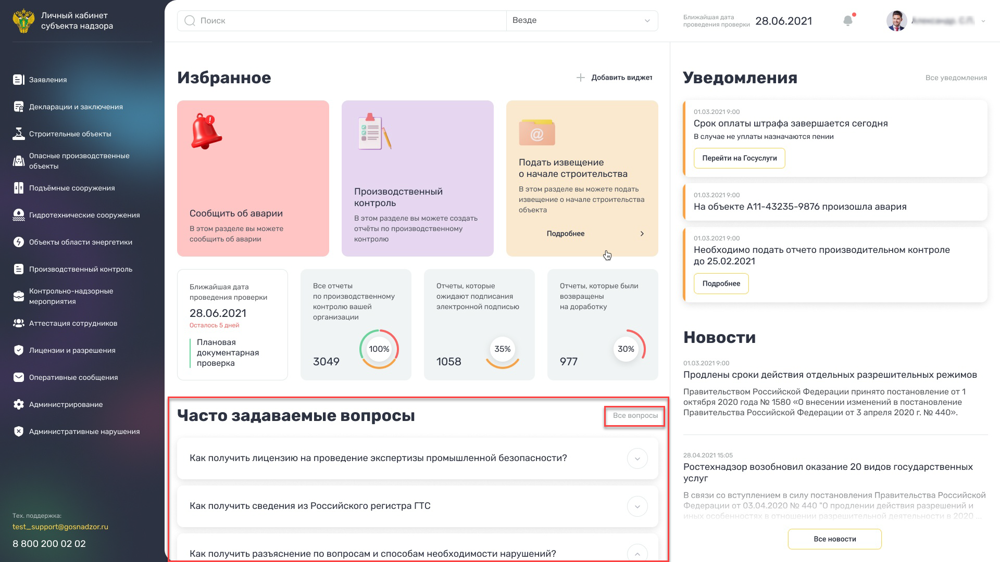 Личный кабинет
субъекта надзора
Заявления
Декларации и заключения
Строительные объекты
Опасные производственные
объекты
Подъёмные сооружения
Гидротехнические сооружения
Объекты области энергетики
Производственный контроль
Контрольно-надзорные
мероприятия
Аттестация сотрудников
Лицензии и разрешения
Оперативные сообщения
Администрирование
Административные нарушения
Тех. поддержка:
test_support@gosnadzor.ru
8 800 200 02 02
Поиск
Везде
Ближайшая дата
проведения проверки
28.06.2021
Избранное
Добавить виджет
Сообщить об аварии
В этом разделе вы можете
сообщить об аварии
Производственный
контроль
В этом разделе вы можете создать
отчёты по производственному
контролю
@
Подать извещение
о начале строительства
В этом разделе вы можете подать
извещение о начале строительства
объекта
Подробнее
Ближайшая дата
проведения проверки
28.06.2021
Осталось 5 дней
Плановая
документарная
проверка
Все отчеты
по производственному
контролю вашей
организации
3049
100%
Отчеты, которые
ожидают подписания
электронной подписью
1058
35%
Отчеты, которые были
возвращены
на доработку
977
30%
Часто задаваемые вопросы
Все вопросы
Как получить лицензию на проведение экспертизы промышленной безопасности?
Как получить сведения из Российского регистра ГТС
Как получить разъяснение по вопросам и способам необходимости нарушений?
Уведомления
Все уведомления
01.03.2021 9:00
Срок оплаты штрафа завершается сегодня
В случае не уплаты назначаются пении
Перейти на Госуслуги
01.03.2021 9:00
На объекте А11-43235-9876 произошла авария
01.03.2021 9:00
Необходимо подать отчето производительном контроле
до 25.02.2021
Подробнее
Новости
01.03.2021 9:00
Продлены сроки действия отдельных разрешительных режимов
Правительством Российской Федерации принято постановление от 1
октября 2020 года № 1580 «О внесении изменений в постановление
Правительства Российской Федерации от 3 апреля 2020 г. № 440».
28.04.2021 15:05
Ростехнадзор возобновил оказание 20 видов государственных
услуг
В связи со вступлением в силу постановления Правительства Российской
Федерации от 03.04.2020 № 440 "О продлении действия разрешений и
иных особенностях в отношении разрешительной деятельности в 2020 ...
Все новости